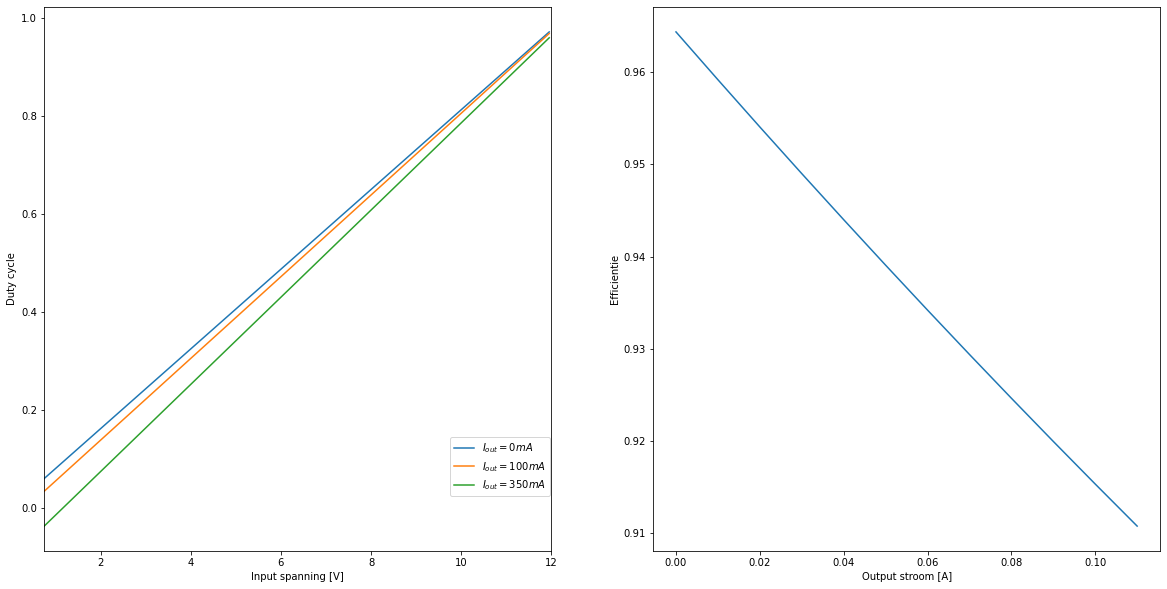 1.0
0.8
0.6
0.4
0.2
0.0
Duty cycle
2 4 6 8 10 12
Input spanning [V]
I_out = 0mA
I_out = 100mA
I_out = 350mA
0.96
0.95
0.94
0.93
0.92
0.91
Efficientie
0.00 0.02 0.04 0.06 0.08 0.10
Output stroom [A]